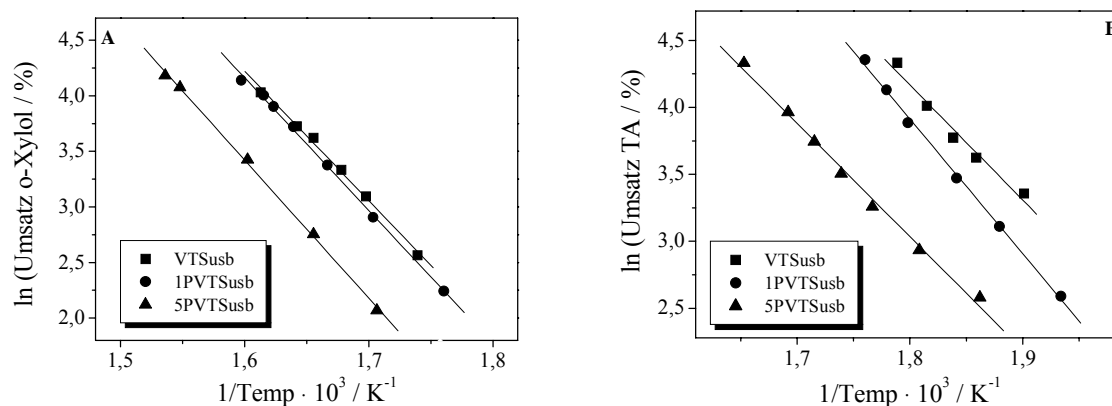 A
4,5
4,0
3,5
3,0
2,5
2,0
ln (Umsatz o-Xylol / %)
VTSusb
1PVTSusb
5PVTSusb
1,5 1,6 1,7 1,8
1/Temp · 10³ / K⁻¹
4,5
4,0
3,5
3,0
2,5
ln (Umsatz TA / %)
VTSusb
1PVTSusb
5PVTSusb
1,7 1,8 1,9
1/Temp · 10³ / K⁻¹